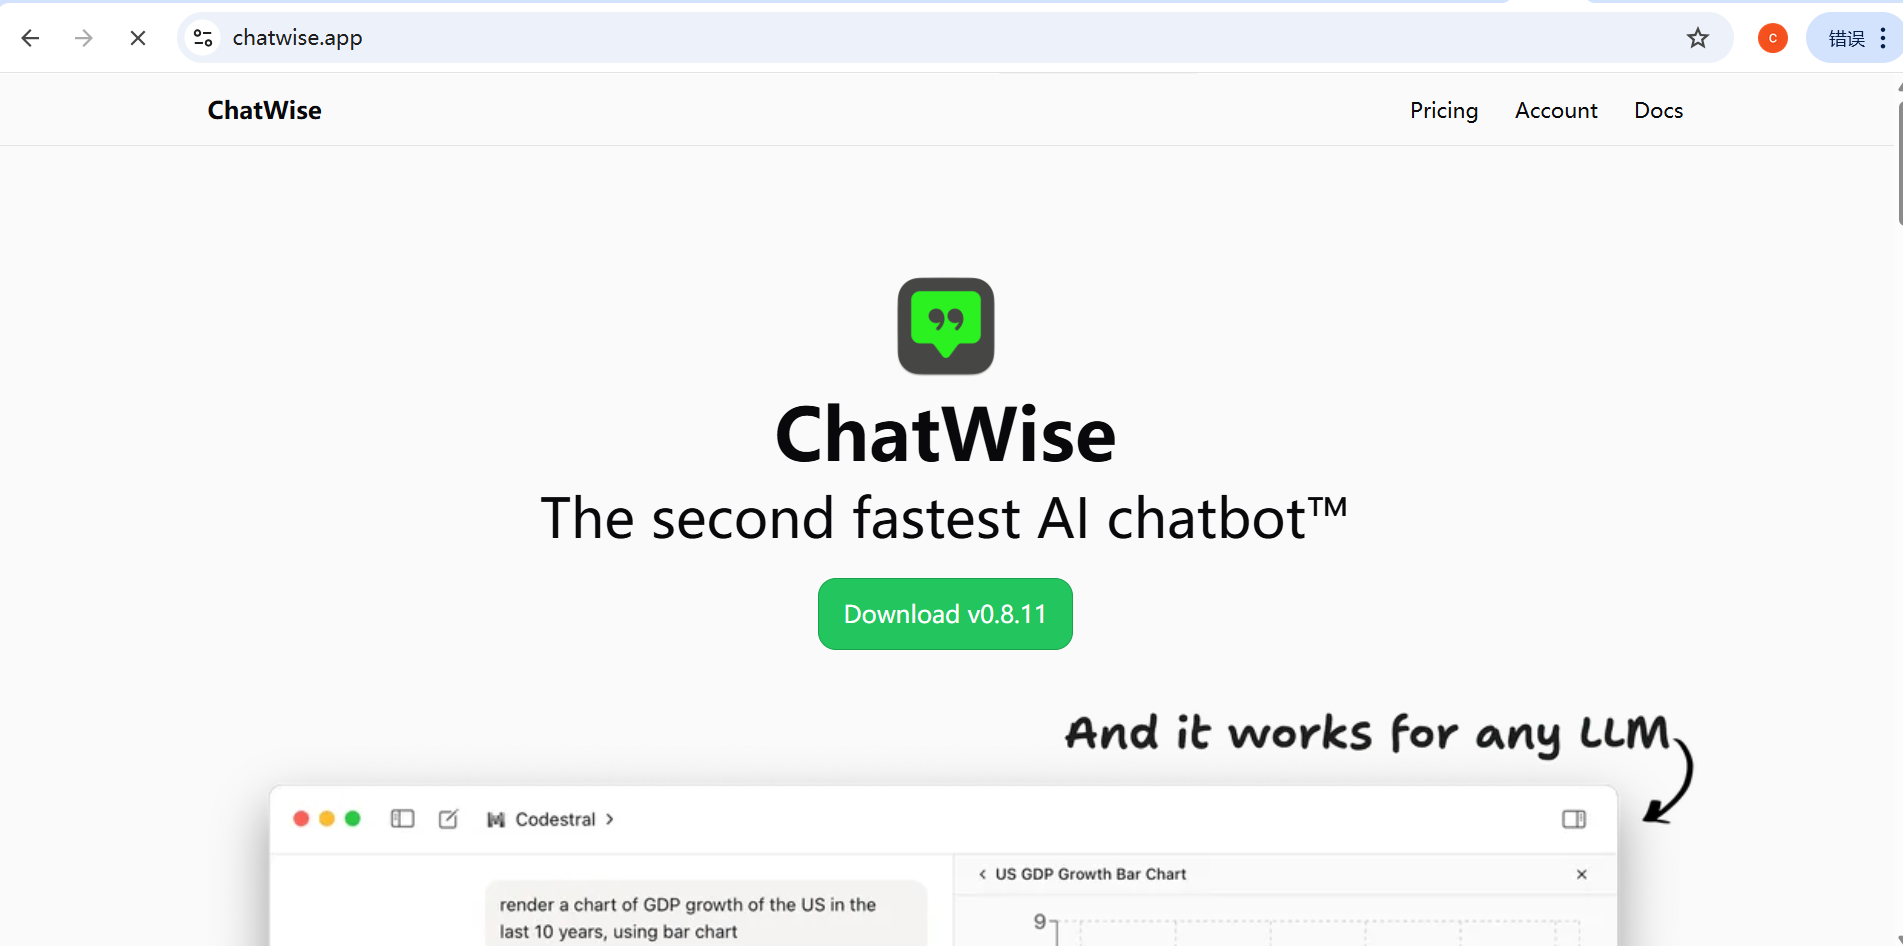 chatwise.app
c
错误
ChatWise
Pricing Account Docs
ChatWise
The second fastest AI chatbot™
Download v0.8.11
And it works for any LLM
Codestral
US GDP Growth Bar Chart
render a chart of GDP growth of the US in the
last 10 years, using bar chart
9